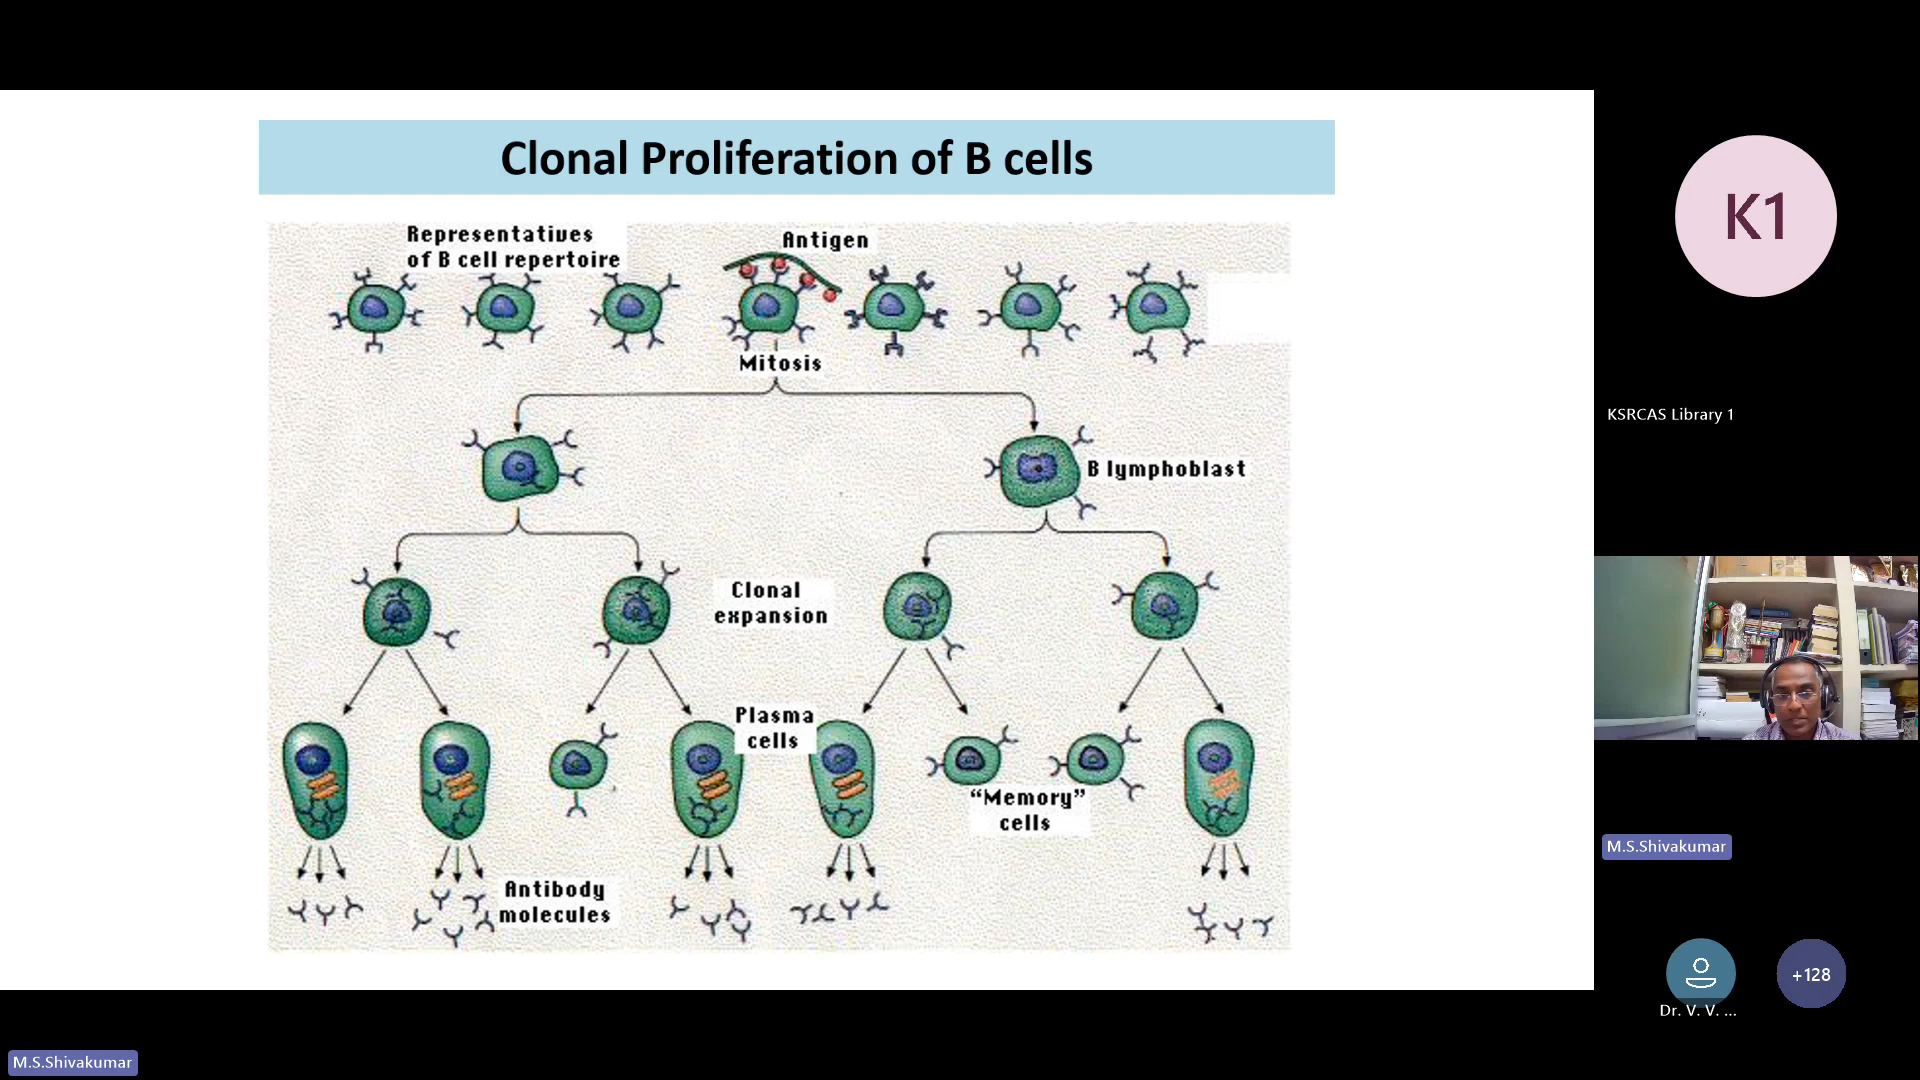 Clonal Proliferation of B cells
Representatives
of B cell repertoire
Antigen
Mitosis
B lymphoblast
Clonal
expansion
Plasma
cells
“Memory”
cells
Antibody
molecules
K1
KSRCAS Library 1
M.S.Shivakumar
Dr. V. V. ...
+128
M.S.Shivakumar